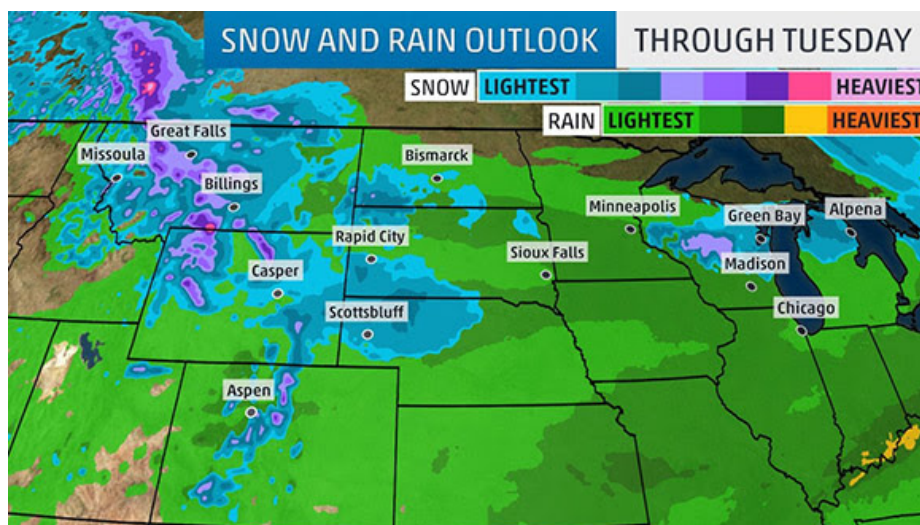 SNOW AND RAIN OUTLOOK THROUGH TUESDAY
SNOW LIGHTEST HEAVIEST
RAIN LIGHTEST HEAVIEST
Great Falls
Missoula
Bismarck
Billings
Minneapolis
Green Bay
Alpena
Rapid City
Sioux Falls
Casper
Madison
Scottsbluff
Chicago
Aspen